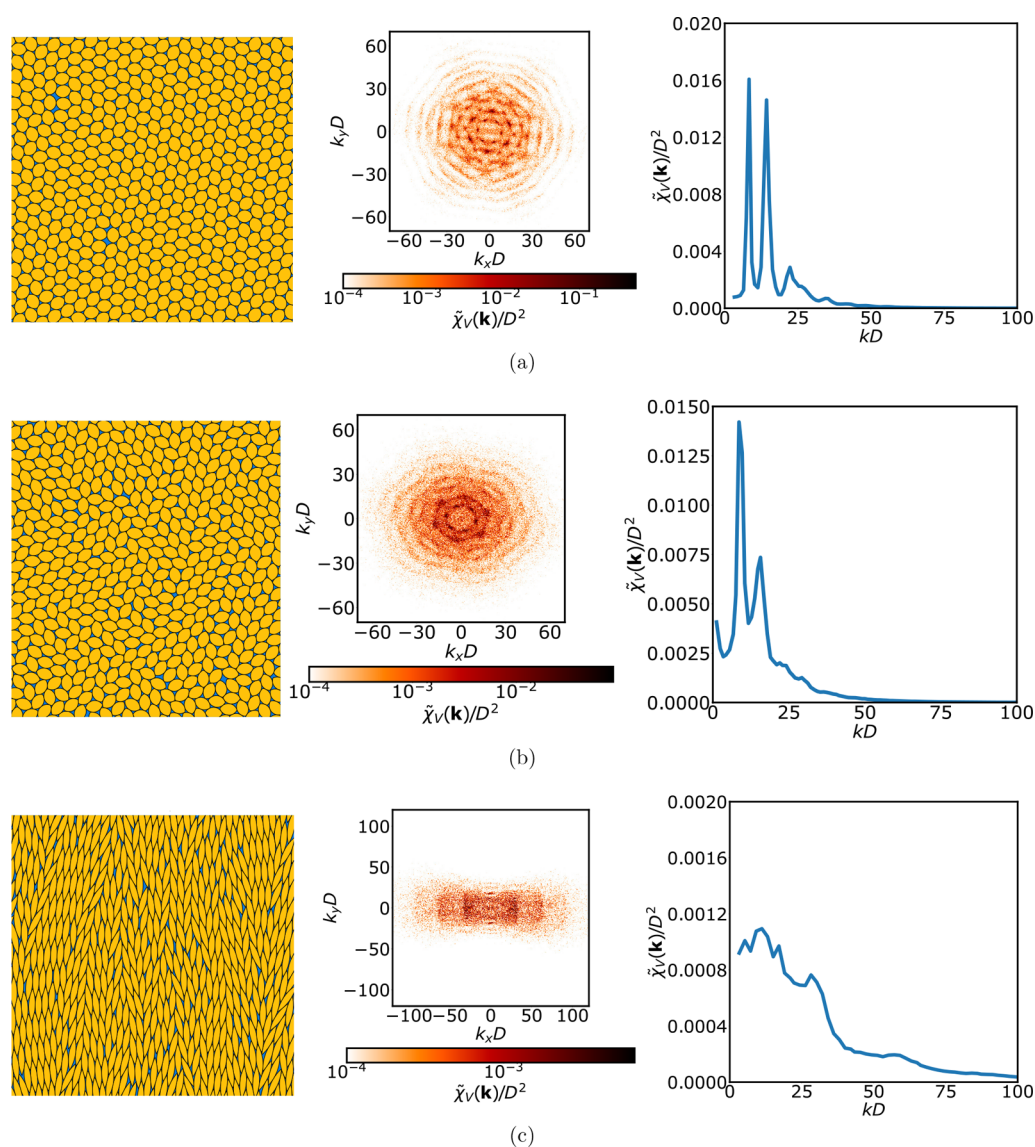 60
30
0
−30
−60
k_yD
−60 −30 0 30 60
k_xD
10^{−4} 10^{−3} 10^{−2} 10^{−1}
χ̃_V(𝐤)/D^2
0.020
0.016
0.012
0.008
0.004
0.000
χ̃_V(𝐤)/D^2
0 25 50 75 100
kD
(a)
60
30
0
−30
−60
k_yD
−60 −30 0 30 60
k_xD
10^{−4} 10^{−3} 10^{−2}
χ̃_V(𝐤)/D^2
0.0150
0.0125
0.0100
0.0075
0.0050
0.0025
0.0000
χ̃_V(𝐤)/D^2
0 25 50 75 100
kD
(b)
100
50
0
−50
−100
k_yD
−100 −50 0 50 100
k_xD
10^{−4} 10^{−3}
χ̃_V(𝐤)/D^2
0.0020
0.0016
0.0012
0.0008
0.0004
0.0000
χ̃_V(𝐤)/D^2
0 25 50 75 100
kD
(c)